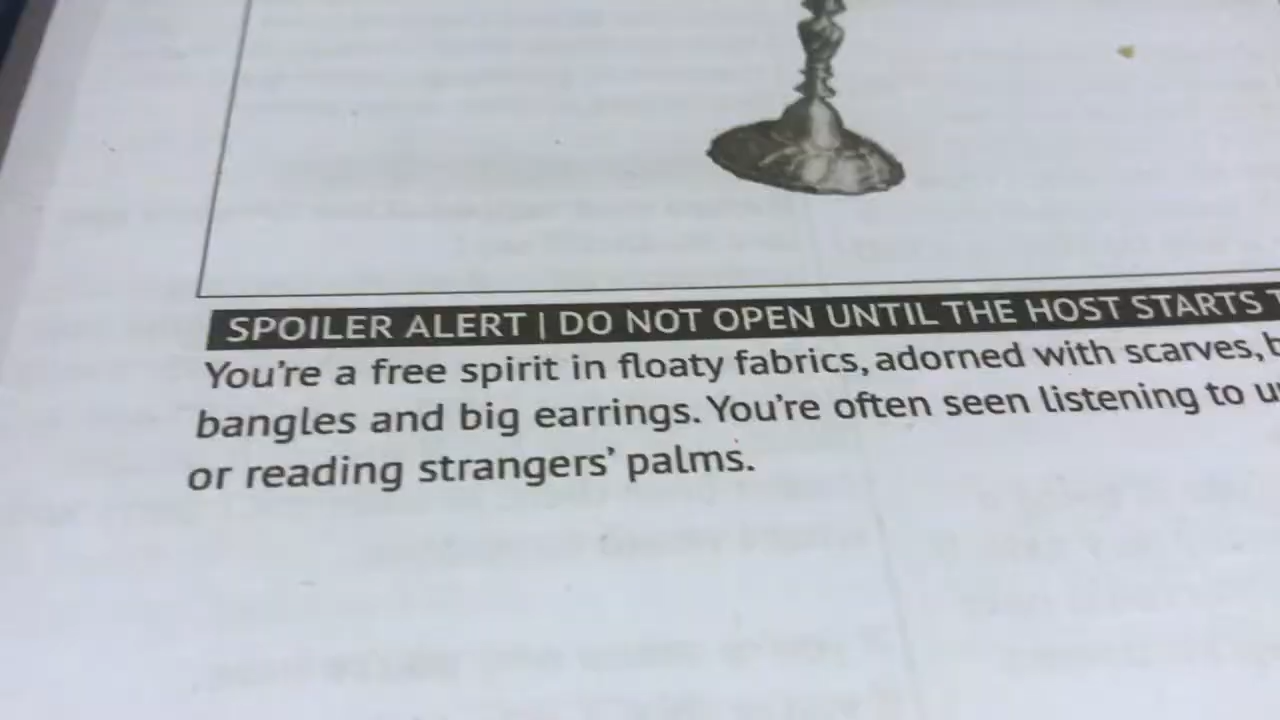 SPOILER ALERT | DO NOT OPEN UNTIL THE HOST STARTS
You're a free spirit in floaty fabrics, adorned with scarves,
bangles and big earrings. You're often seen listening to
or reading strangers' palms.